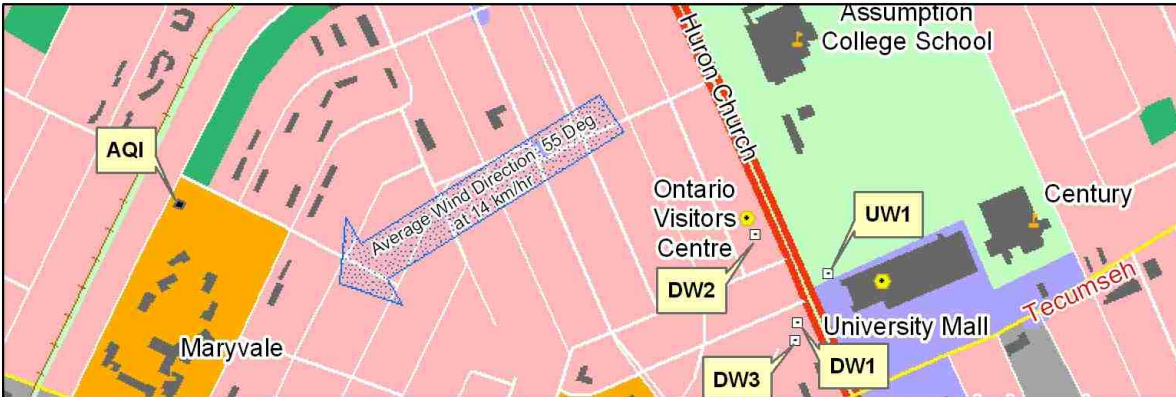 Assumption
College School
Huron Church
AQI
Average Wind Direction 55 Deg
at 14 km/hr
Ontario
Visitors
Centre
UW1
Century
DW2
Tecumseh
University Mall
Maryvale
DW1
DW3